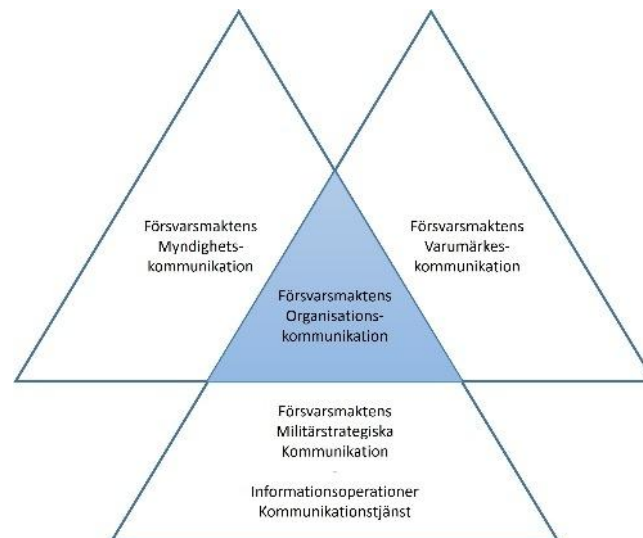 Försvarsmaktens
Myndighets-
kommunikation
Försvarsmaktens
Varumärkes-
kommunikation
Försvarsmaktens
Organisations-
kommunikation
Försvarsmaktens
Militärstrategiska
Kommunikation
-
Informationsoperationer
Kommunikationstjänst